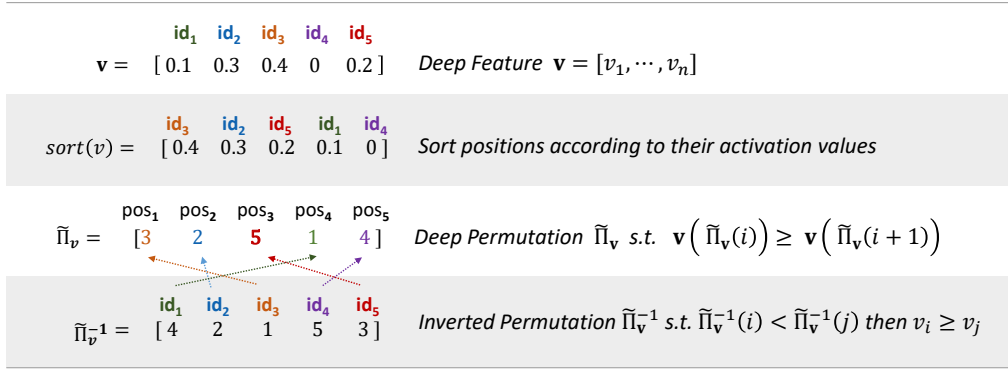 id₁ id₂ id₃ id₄ id₅
𝐯 = [ 0.1 0.3 0.4 0 0.2 ] Deep Feature 𝐯 = [v₁, ⋯ , vₙ]
id₃ id₂ id₅ id₁ id₄
sort(v) = [ 0.4 0.3 0.2 0.1 0 ] Sort positions according to their activation values
pos₁ pos₂ pos₃ pos₄ pos₅
Π̃ᵥ = [3 2 5 1 4 ] Deep Permutation Π̃ᵥ s.t. 𝐯( Π̃ᵥ(i)) ≥ 𝐯( Π̃ᵥ(i + 1))
id₁ id₂ id₃ id₄ id₅
Π̃ᵥ⁻¹ = [ 4 2 1 5 3 ] Inverted Permutation Π̃ᵥ⁻¹ s.t. Π̃ᵥ⁻¹(i) < Π̃ᵥ⁻¹(j) then vᵢ ≥ vⱼ